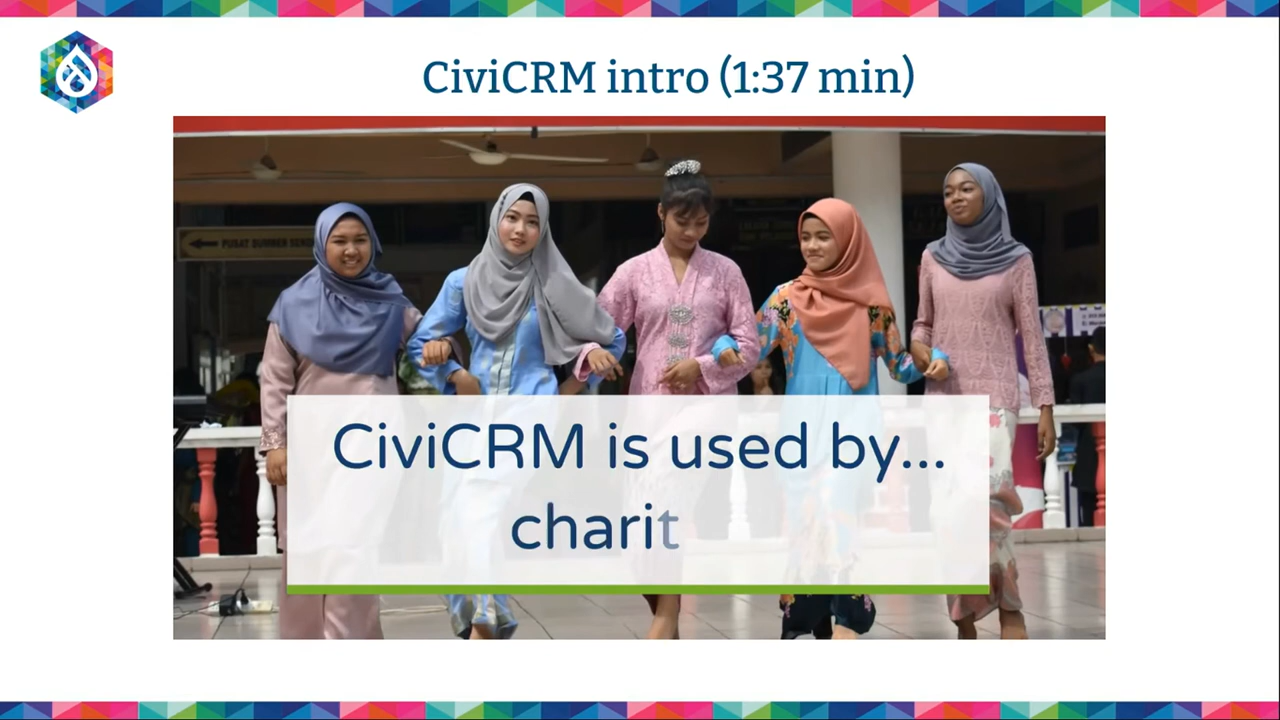 CiviCRM intro (1:37 min)
PUSAT SUMBER
CiviCRM is used by...
charit